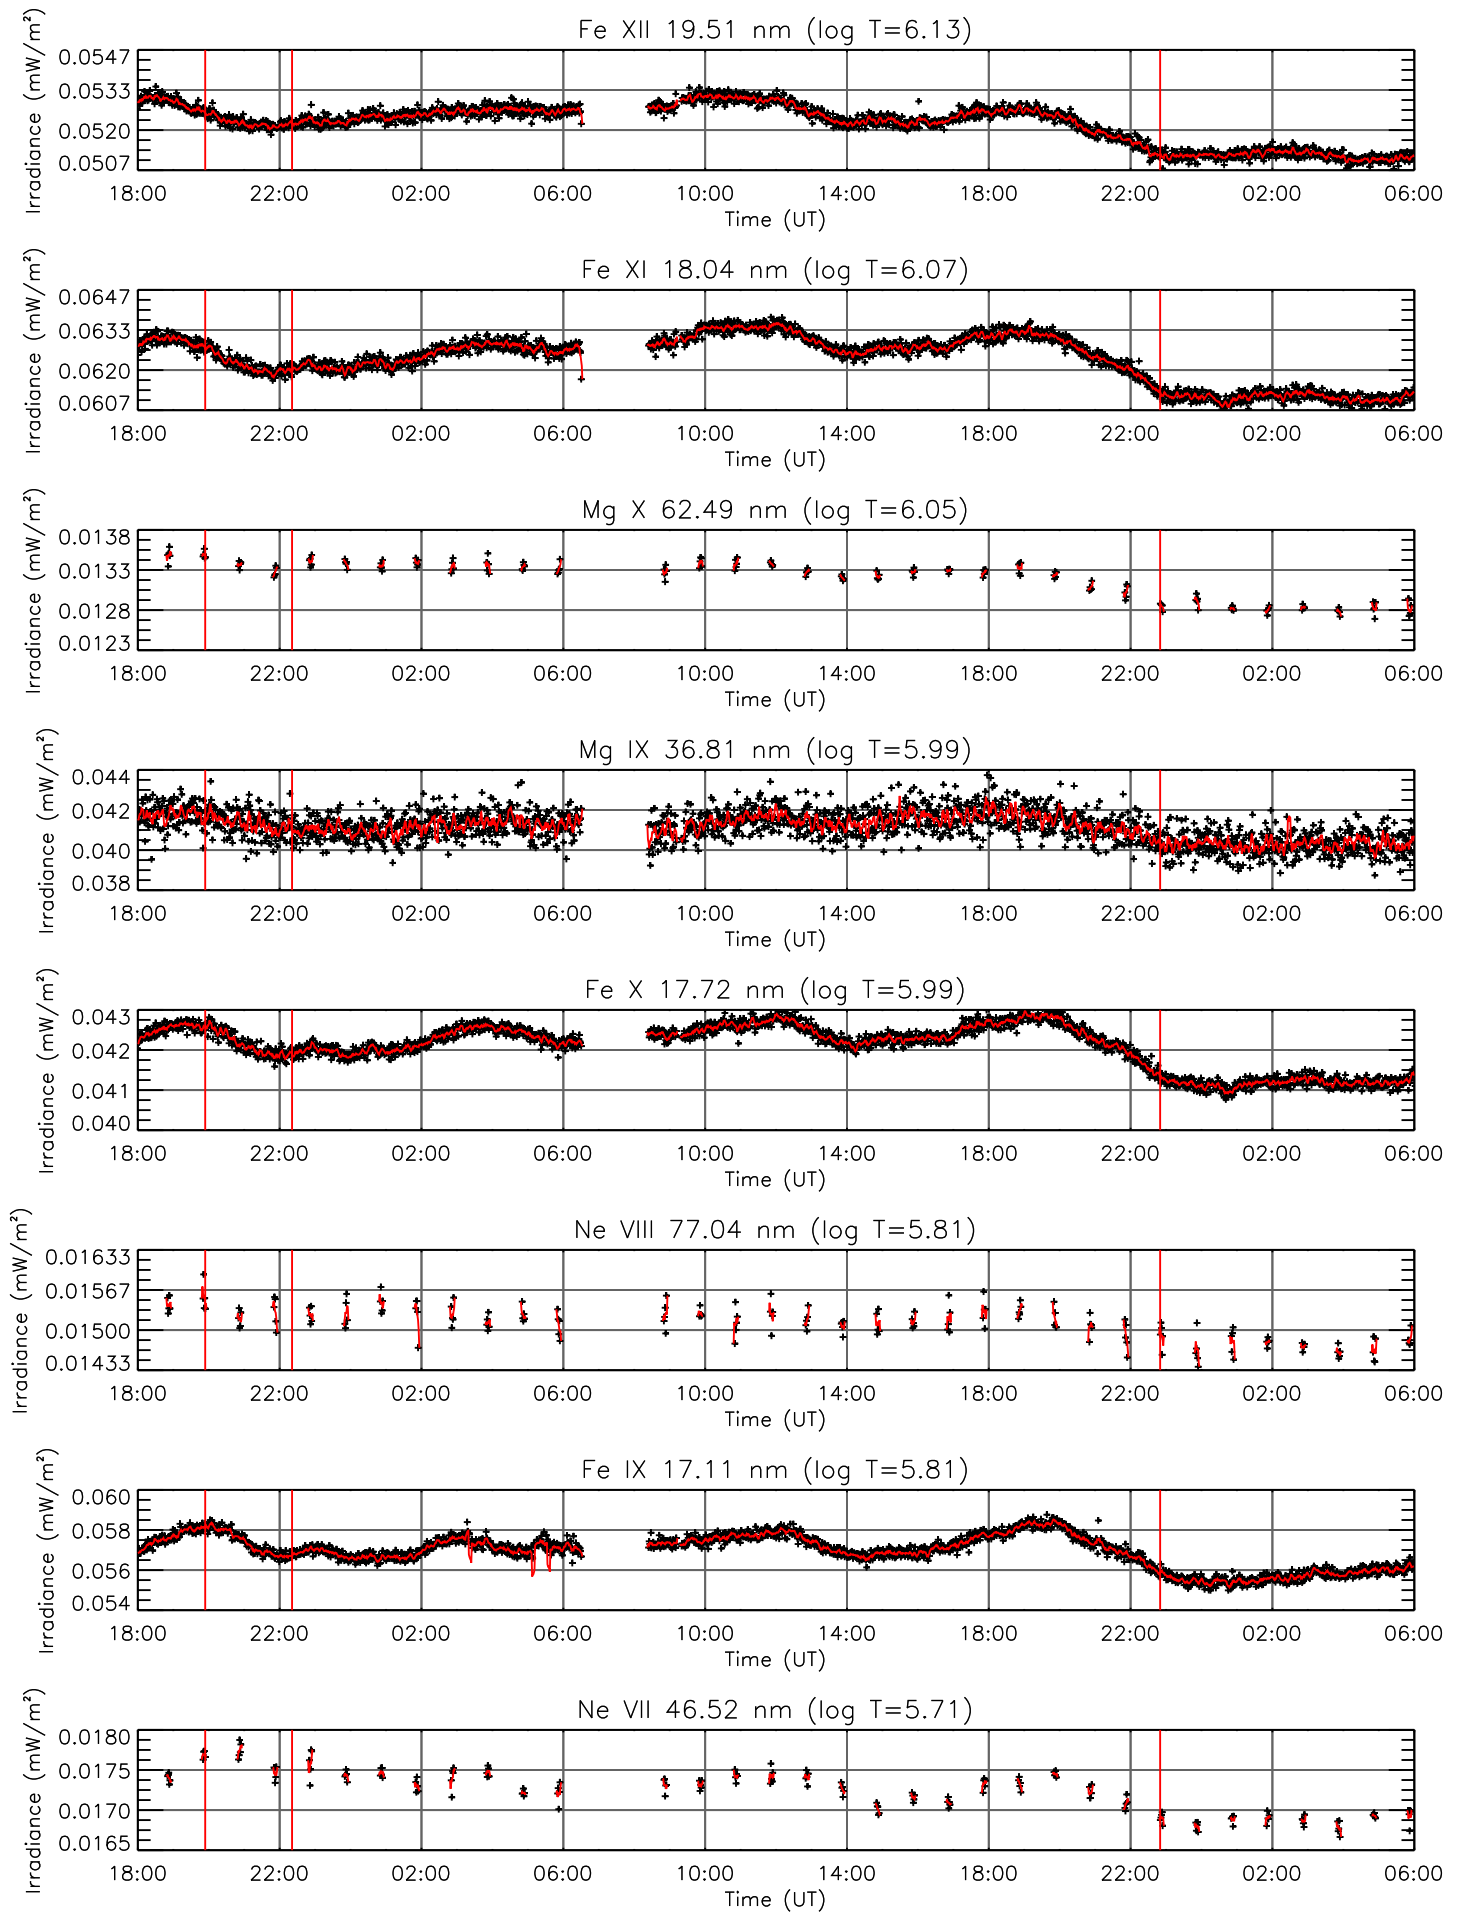 Fe XII 19.51 nm (log T=6.13)
Irradiance (mW/m²)
0.0547
0.0533
0.0520
0.0507
18:00 22:00 02:00 06:00 10:00 14:00 18:00 22:00 02:00 06:00
Time (UT)
Fe XI 18.04 nm (log T=6.07)
Irradiance (mW/m²)
0.0647
0.0633
0.0620
0.0607
18:00 22:00 02:00 06:00 10:00 14:00 18:00 22:00 02:00 06:00
Time (UT)
Mg X 62.49 nm (log T=6.05)
Irradiance (mW/m²)
0.0138
0.0133
0.0128
0.0123
18:00 22:00 02:00 06:00 10:00 14:00 18:00 22:00 02:00 06:00
Time (UT)
Mg IX 36.81 nm (log T=5.99)
Irradiance (mW/m²)
0.044
0.042
0.040
0.038
18:00 22:00 02:00 06:00 10:00 14:00 18:00 22:00 02:00 06:00
Time (UT)
Fe X 17.72 nm (log T=5.99)
Irradiance (mW/m²)
0.043
0.042
0.041
0.040
18:00 22:00 02:00 06:00 10:00 14:00 18:00 22:00 02:00 06:00
Time (UT)
Ne VIII 77.04 nm (log T=5.81)
Irradiance (mW/m²)
0.01633
0.01567
0.01500
0.01433
18:00 22:00 02:00 06:00 10:00 14:00 18:00 22:00 02:00 06:00
Time (UT)
Fe IX 17.11 nm (log T=5.81)
Irradiance (mW/m²)
0.060
0.058
0.056
0.054
18:00 22:00 02:00 06:00 10:00 14:00 18:00 22:00 02:00 06:00
Time (UT)
Ne VII 46.52 nm (log T=5.71)
Irradiance (mW/m²)
0.0180
0.0175
0.0170
0.0165
18:00 22:00 02:00 06:00 10:00 14:00 18:00 22:00 02:00 06:00
Time (UT)